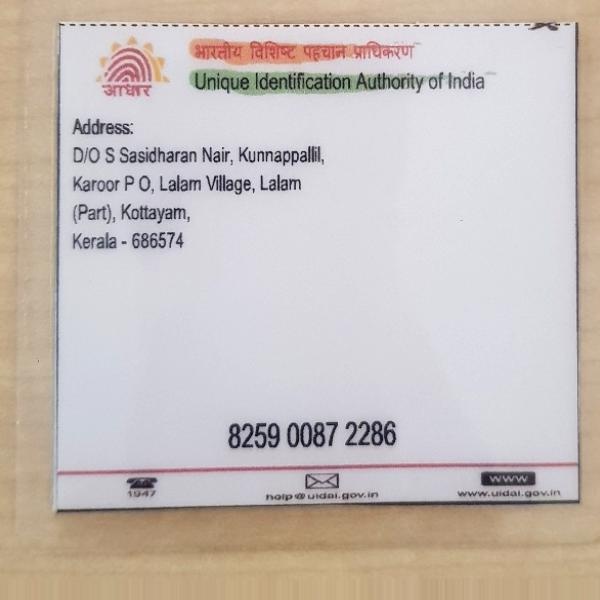 भारतीय विशिष्ट पहचान प्राधिकरण
आधार
Unique Identification Authority of India
Address:
D/O S Sasidharan Nair, Kunnappallil,
Karoor P O, Lalam Village, Lalam
(Part), Kottayam,
Kerala - 686574
8259 0087 2286
1947
help@uidai.gov.in
WWW
www.uidai.gov.in